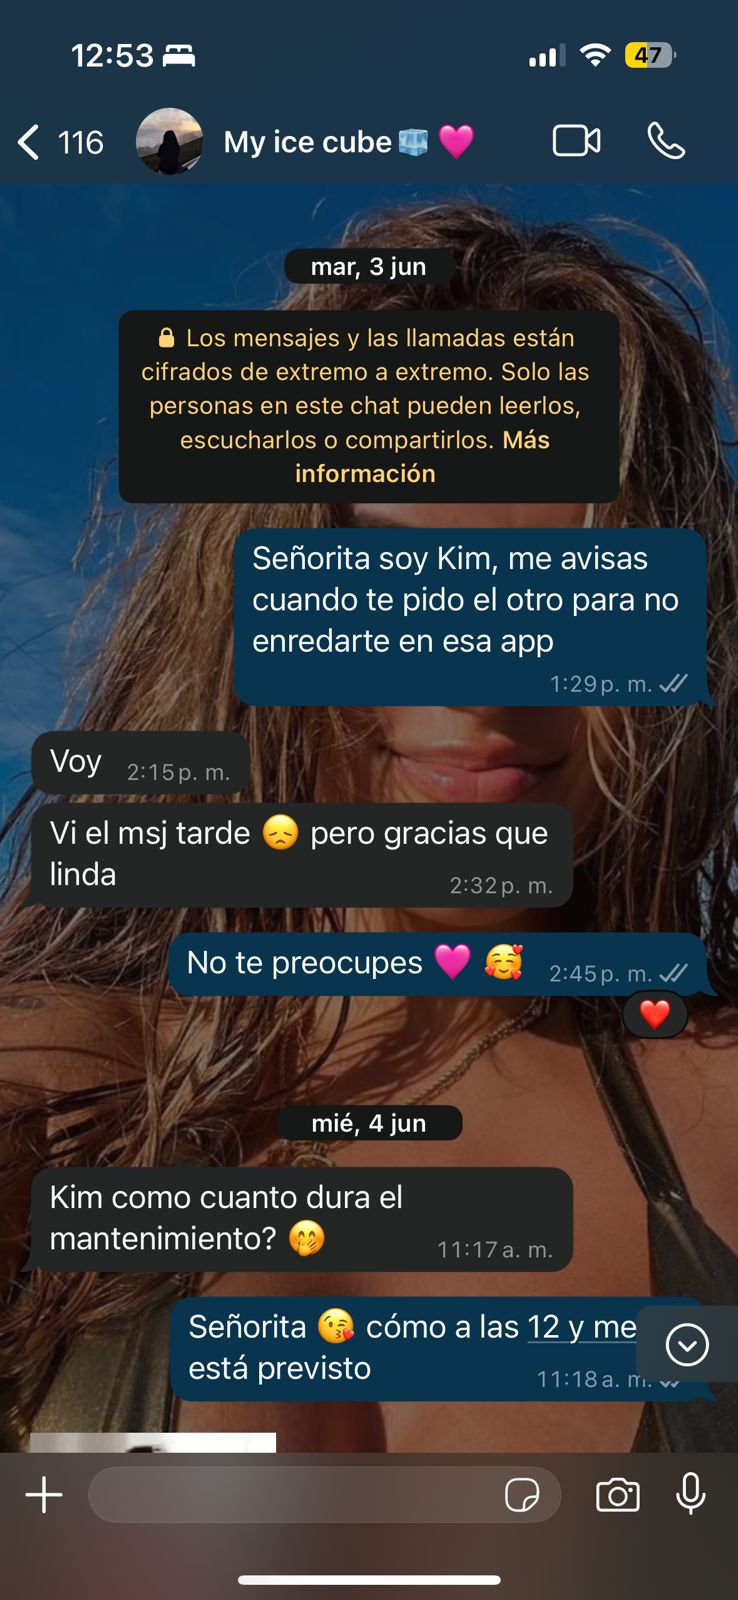 12:53
47
116
My ice cube🧊🩷
mar, 3 jun
🔒 Los mensajes y las llamadas están
cifrados de extremo a extremo. Solo las
personas en este chat pueden leerlos,
escucharlos o compartirlos. Más
información
Señorita soy Kim, me avisas
cuando te pido el otro para no
enredarte en esa app
1:29 p. m.
Voy 2:15 p. m.
Vi el msj tarde 😞 pero gracias que
linda
2:32 p. m.
No te preocupes 🩷 🥰 2:45 p. m.
❤️
mié, 4 jun
Kim como cuanto dura el
mantenimiento? 🤭
11:17 a. m.
Señorita 😘 cómo a las 12 y me
está previsto
11:18 a. m.